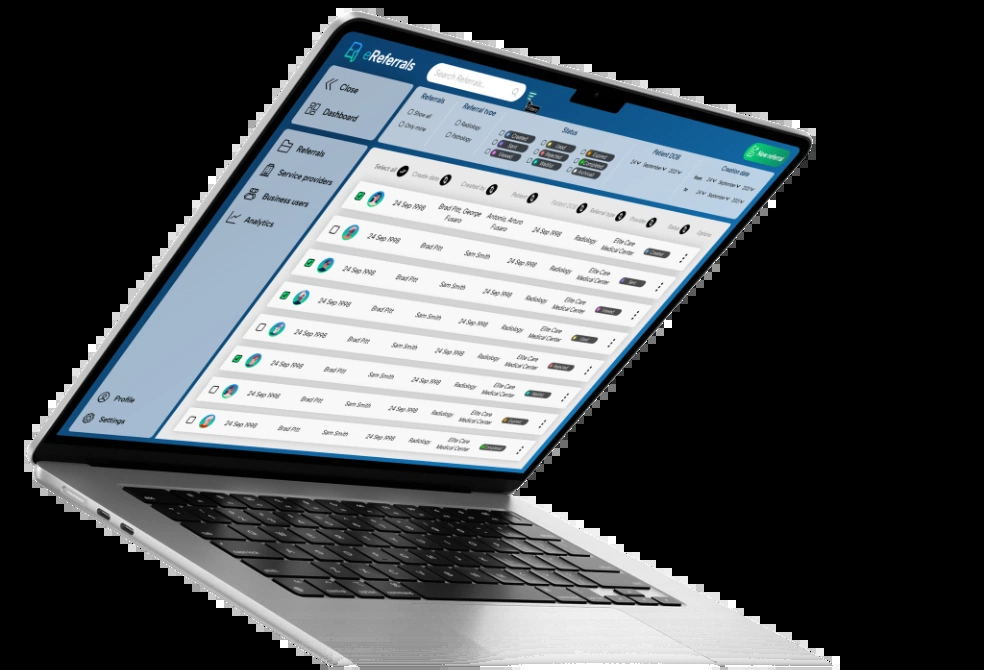 eReferrals
Search Referrals...
New referral
Close
Dashboard
Referrals
Service providers
Business users
Analytics
Profile
Settings
Referrals
Show all
Only mine
Referral type
Radiology
Pathology
Status
Created
Sent
Viewed
Rejected
Expired
Completed
Archived
Patient DOB
Creation date
Select all
Create date
Created by
Patient
Patient DOB
Referral type
Provider
Status
Options
24 Sep 1998 Brad Pitt, George Antonio, Arturo 24 Sep 1998 Radiology Elite Care Created
Fusaro Fusaro Medical Center
24 Sep 1998 Brad Pitt Sam Smith 24 Sep 1998 Radiology Elite Care Sent
Medical Center
24 Sep 1998 Brad Pitt Sam Smith 24 Sep 1998 Radiology Elite Care Viewed
Medical Center
24 Sep 1998 Brad Pitt Sam Smith 24 Sep 1998 Radiology Elite Care
Medical Center
24 Sep 1998 Brad Pitt Sam Smith 24 Sep 1998 Radiology Elite Care Rejected
Medical Center
24 Sep 1998 Brad Pitt Sam Smith 24 Sep 1998 Radiology Elite Care
Medical Center
24 Sep 1998 Brad Pitt Sam Smith 24 Sep 1998 Radiology Elite Care Expired
Medical Center
24 Sep 1998 Brad Pitt Sam Smith 24 Sep 1998 Radiology Elite Care Completed
Medical Center